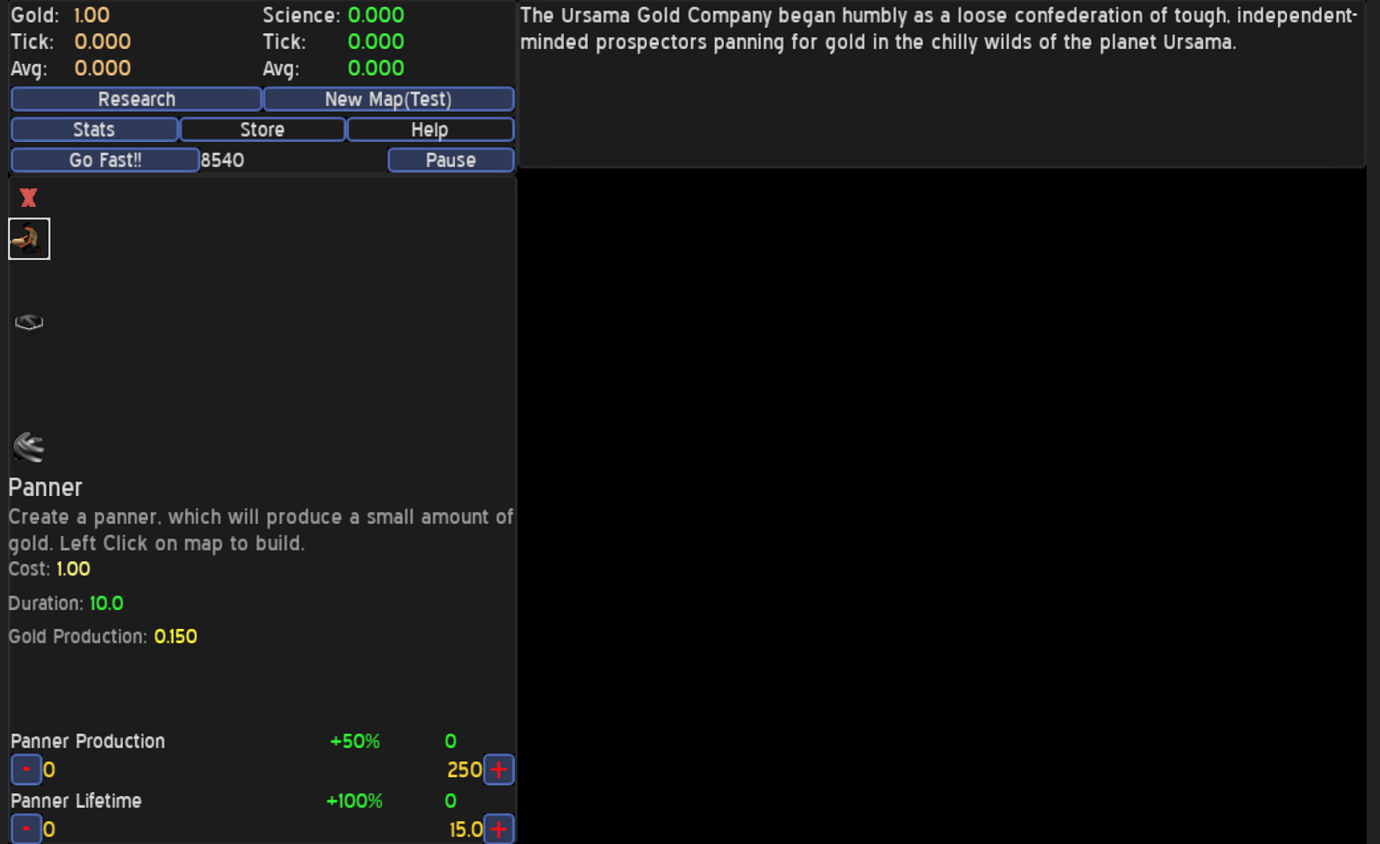 Gold: 1.00 Science: 0.000
Tick: 0.000 Tick: 0.000
Avg: 0.000 Avg: 0.000
Research New Map(Test)
Stats Store Help
Go Fast!! 8540 Pause
The Ursama Gold Company began humbly as a loose confederation of tough, independent-
minded prospectors panning for gold in the chilly wilds of the planet Ursama.
X
Panner
Create a panner, which will produce a small amount of
gold. Left Click on map to build.
Cost: 1.00
Duration: 10.0
Gold Production: 0.150
Panner Production +50% 0
- 0 250 +
Panner Lifetime +100% 0
- 0 15.0 +